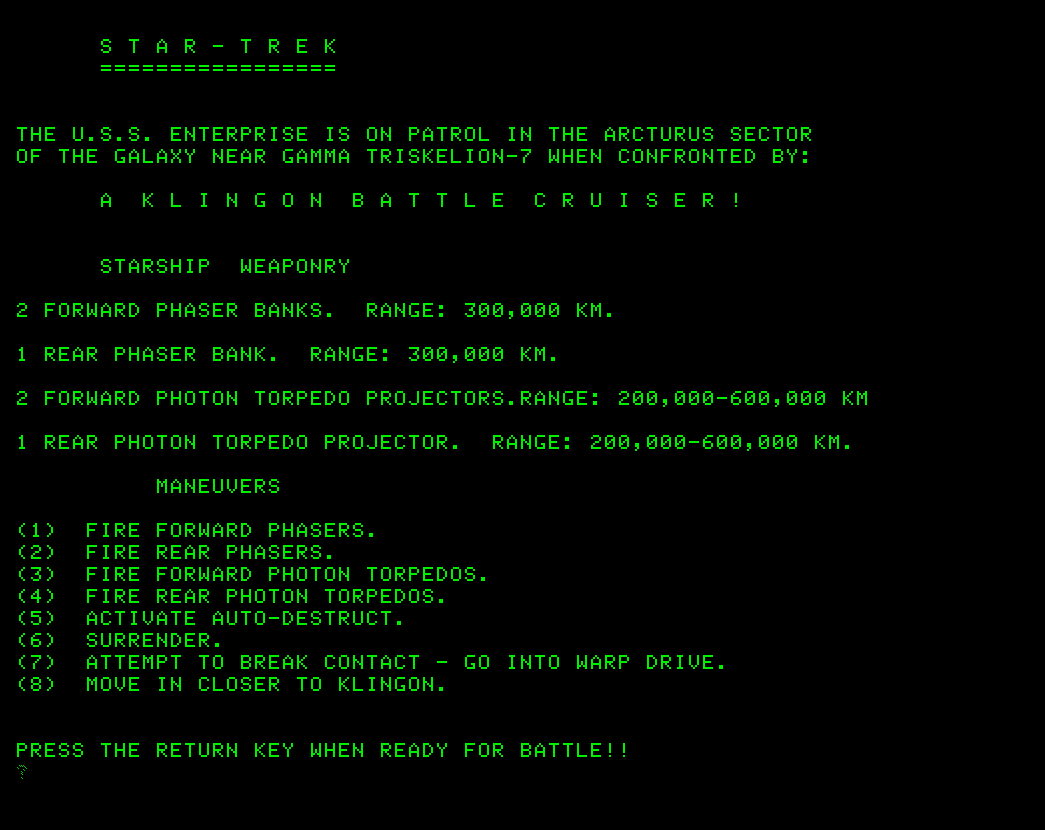 S T A R - T R E K
=================
THE U.S.S. ENTERPRISE IS ON PATROL IN THE ARCTURUS SECTOR
OF THE GALAXY NEAR GAMMA TRISKELION-7 WHEN CONFRONTED BY:
A  K L I N G O N  B A T T L E  C R U I S E R !
STARSHIP  WEAPONRY
2 FORWARD PHASER BANKS.  RANGE: 300,000 KM.
1 REAR PHASER BANK.  RANGE: 300,000 KM.
2 FORWARD PHOTON TORPEDO PROJECTORS.RANGE: 200,000-600,000 KM
1 REAR PHOTON TORPEDO PROJECTOR.  RANGE: 200,000-600,000 KM.
MANEUVERS
(1)  FIRE FORWARD PHASERS.
(2)  FIRE REAR PHASERS.
(3)  FIRE FORWARD PHOTON TORPEDOS.
(4)  FIRE REAR PHOTON TORPEDOS.
(5)  ACTIVATE AUTO-DESTRUCT.
(6)  SURRENDER.
(7)  ATTEMPT TO BREAK CONTACT - GO INTO WARP DRIVE.
(8)  MOVE IN CLOSER TO KLINGON.
PRESS THE RETURN KEY WHEN READY FOR BATTLE!!
?